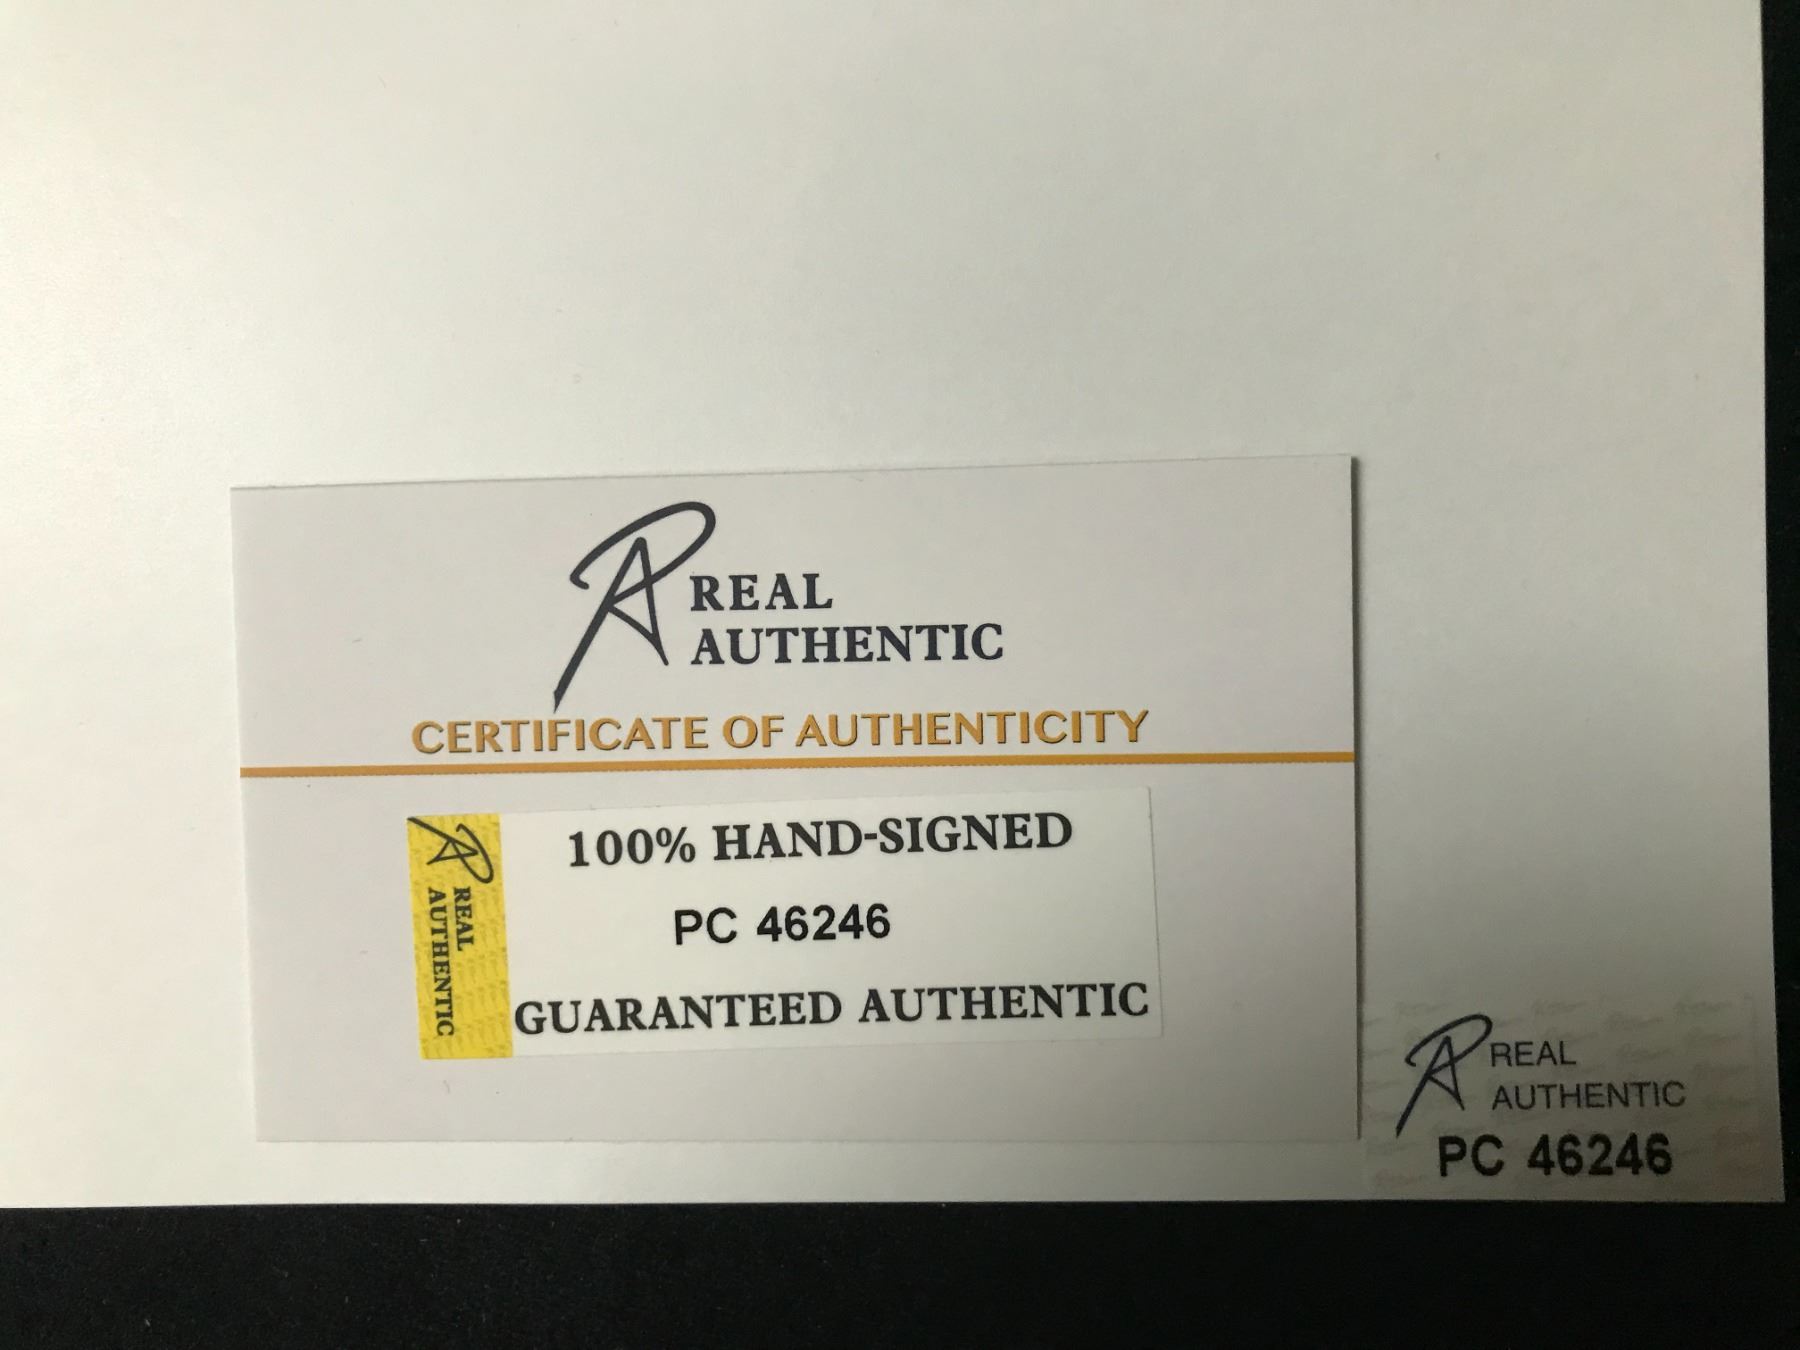 REAL
AUTHENTIC
CERTIFICATE OF AUTHENTICITY
REAL
AUTHENTIC
100% HAND-SIGNED
PC 46246
GUARANTEED AUTHENTIC
REAL
AUTHENTIC
PC 46246